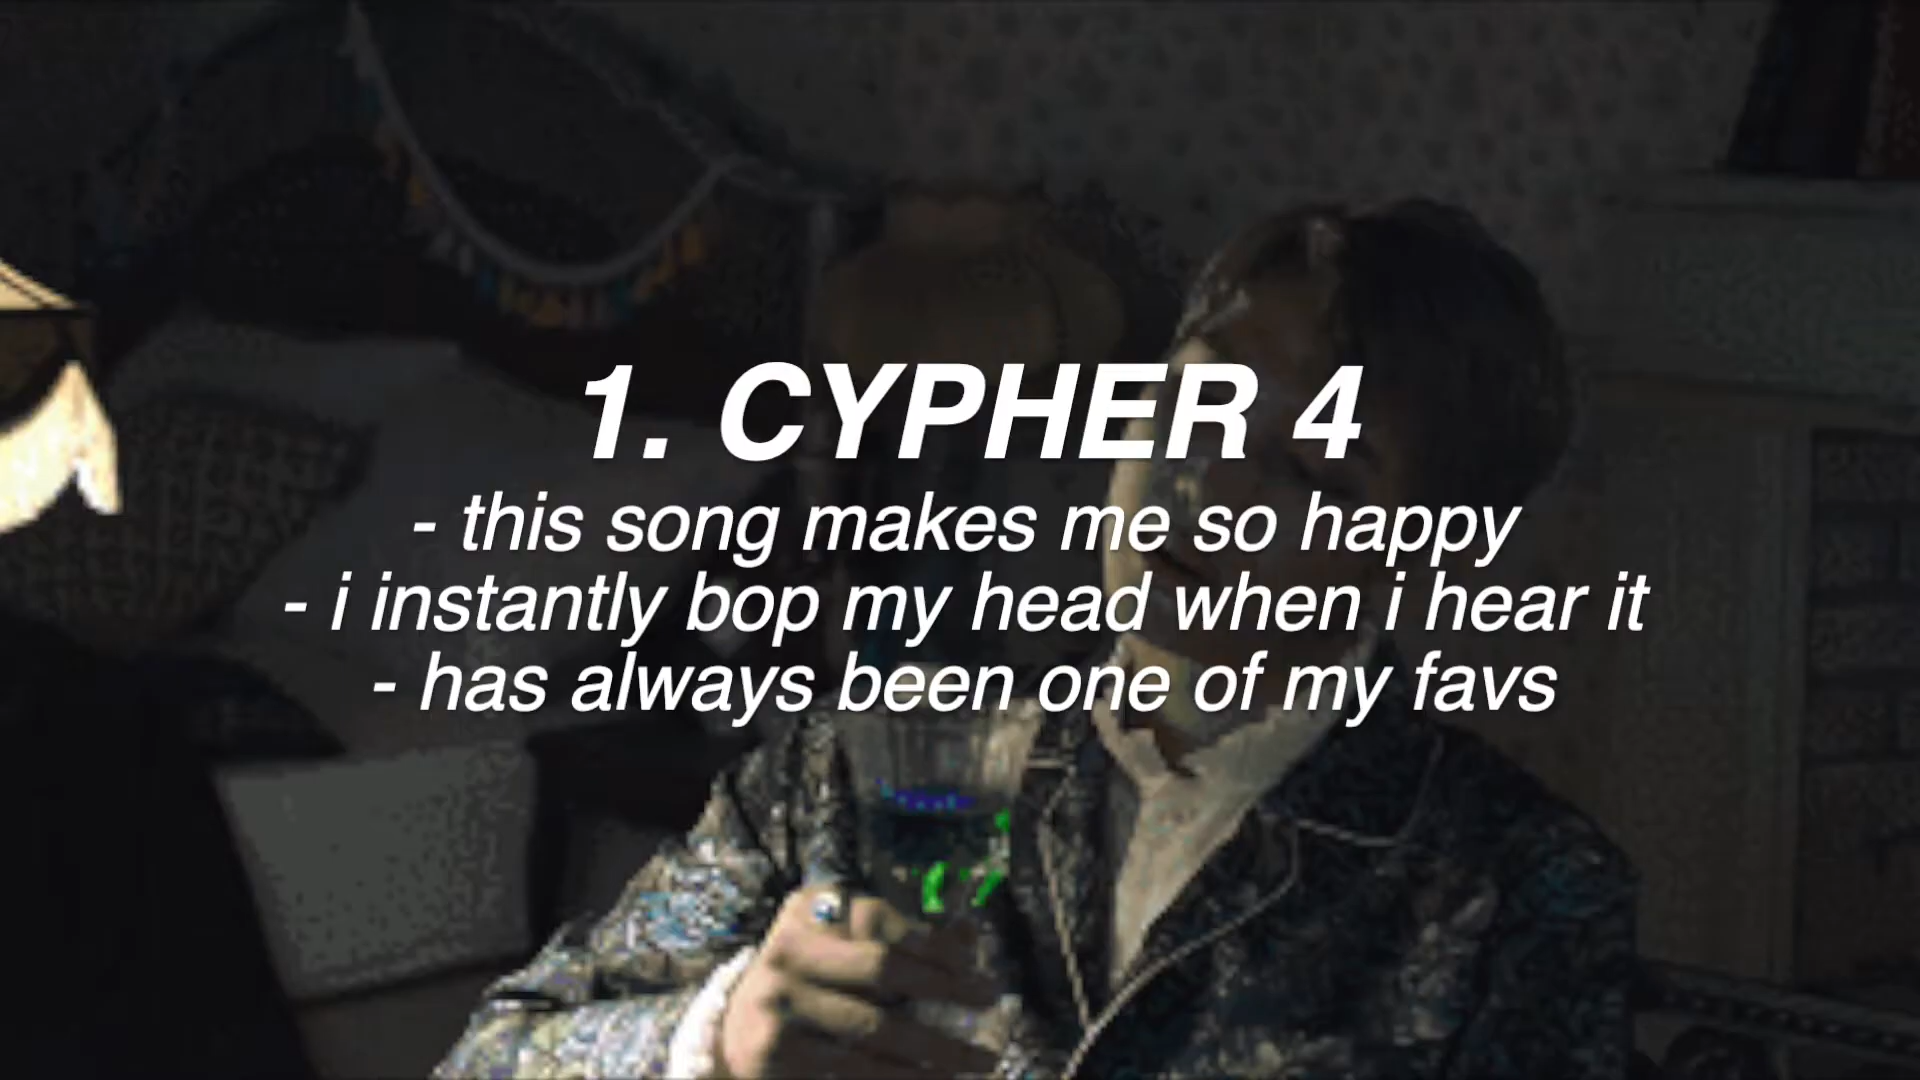 1. CYPHER 4
- this song makes me so happy
- i instantly bop my head when i hear it
- has always been one of my favs